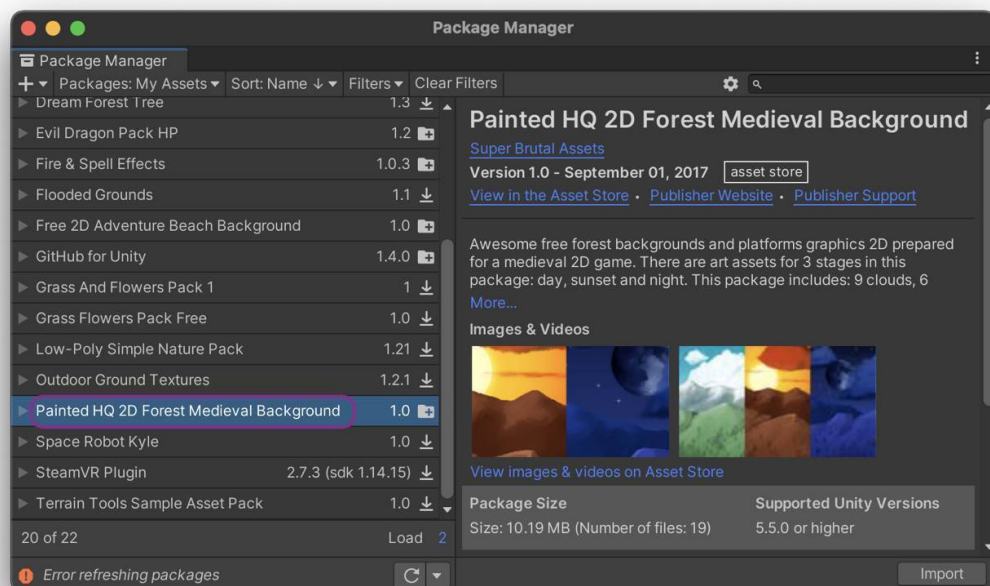 Package Manager
Package Manager
Packages: My Assets Sort: Name ↓ Filters Clear Filters
Dream Forest Tree 1.3
Evil Dragon Pack HP 1.2
Fire & Spell Effects 1.0.3
Flooded Grounds 1.1
Free 2D Adventure Beach Background 1.0
GitHub for Unity 1.4.0
Grass And Flowers Pack 1 1
Grass Flowers Pack Free 1.0
Low-Poly Simple Nature Pack 1.21
Outdoor Ground Textures 1.2.1
Painted HQ 2D Forest Medieval Background 1.0
Space Robot Kyle 1.0
SteamVR Plugin 2.7.3 (sdk 1.14.15)
Terrain Tools Sample Asset Pack 1.0
20 of 22 Load 2
Error refreshing packages
Painted HQ 2D Forest Medieval Background
Super Brutal Assets
Version 1.0 - September 01, 2017 asset store
View in the Asset Store • Publisher Website • Publisher Support
Awesome free forest backgrounds and platforms graphics 2D prepared
for a medieval 2D game. There are art assets for 3 stages in this
package: day, sunset and night. This package includes: 9 clouds, 6
More...
Images & Videos
View images & videos on Asset Store
Package Size Supported Unity Versions
Size: 10.19 MB (Number of files: 19) 5.5.0 or higher
Import